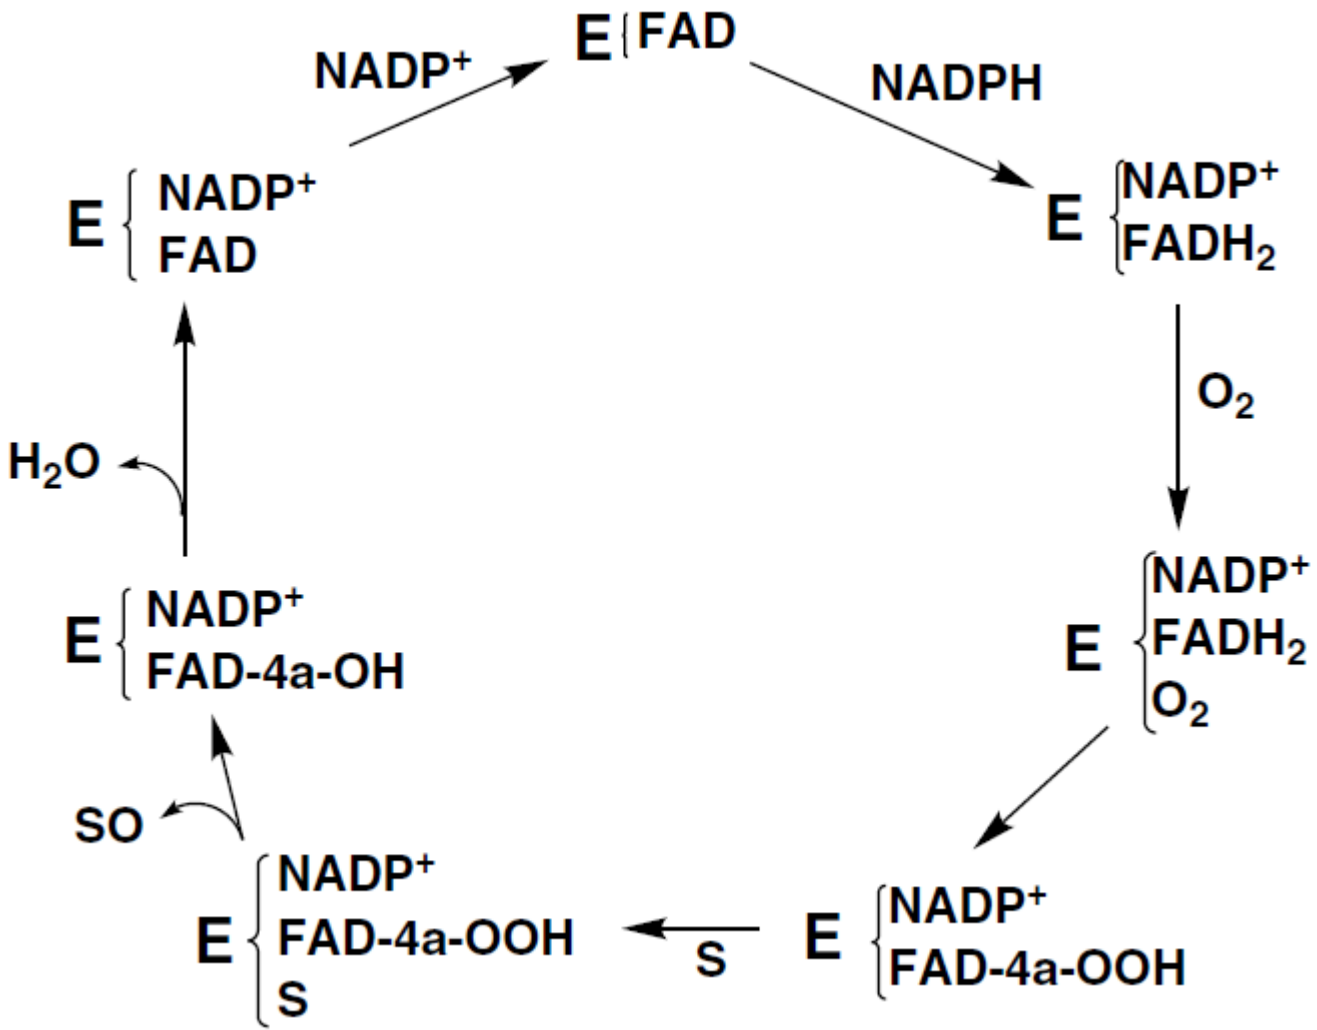 E { FAD
NADPH
E { NADP⁺
FADH₂
O₂
E { NADP⁺
FADH₂
O₂
E { NADP⁺
FAD-4a-OOH
S
E { NADP⁺
FAD-4a-OOH
S
SO
E { NADP⁺
FAD-4a-OH
H₂O
E { NADP⁺
FAD
NADP⁺